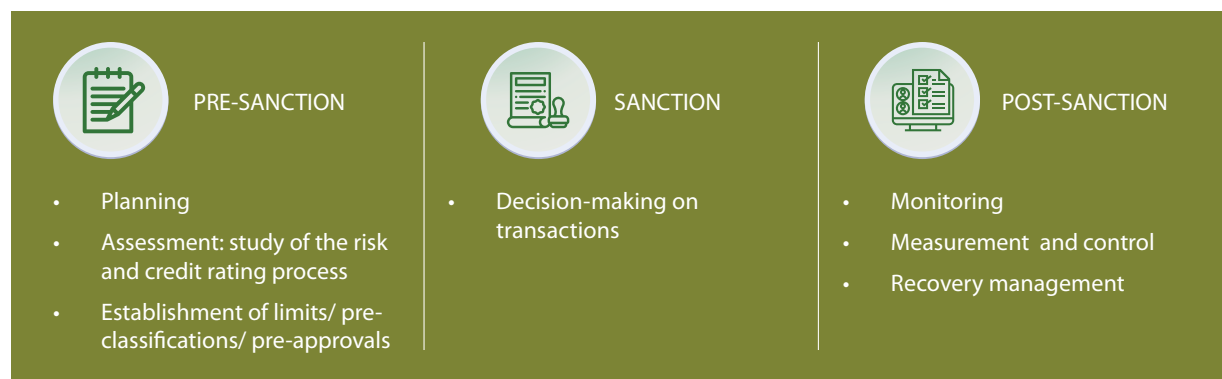 PRE-SANCTION
• Planning
• Assessment: study of the risk
and credit rating process
• Establishment of limits/ pre-
classifications/ pre-approvals
SANCTION
• Decision-making on
transactions
POST-SANCTION
• Monitoring
• Measurement  and control
• Recovery management